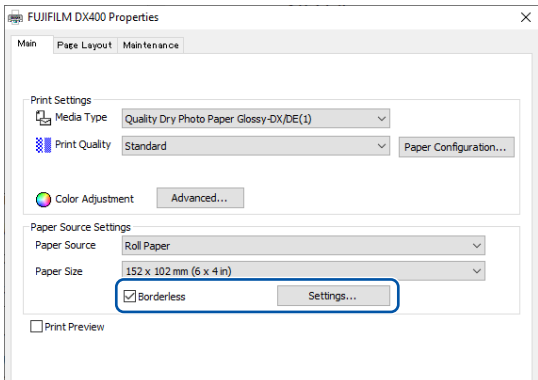 FUJIFILM DX400 Properties
Main Page Layout Maintenance
Print Settings
Media Type Quality Dry Photo Paper Glossy-DX/DE(1)
Print Quality Standard Paper Configuration...
Color Adjustment Advanced...
Paper Source Settings
Paper Source Roll Paper
Paper Size 152 x 102 mm (6 x 4 in)
Borderless Settings...
Print Preview